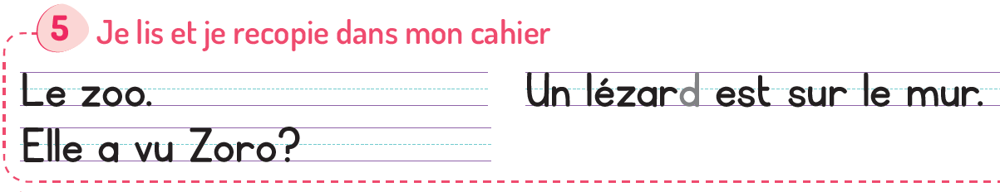 5 Je lis et je recopie dans mon cahier
Le zoo.
Un lézard est sur le mur.
Elle a vu Zoro?